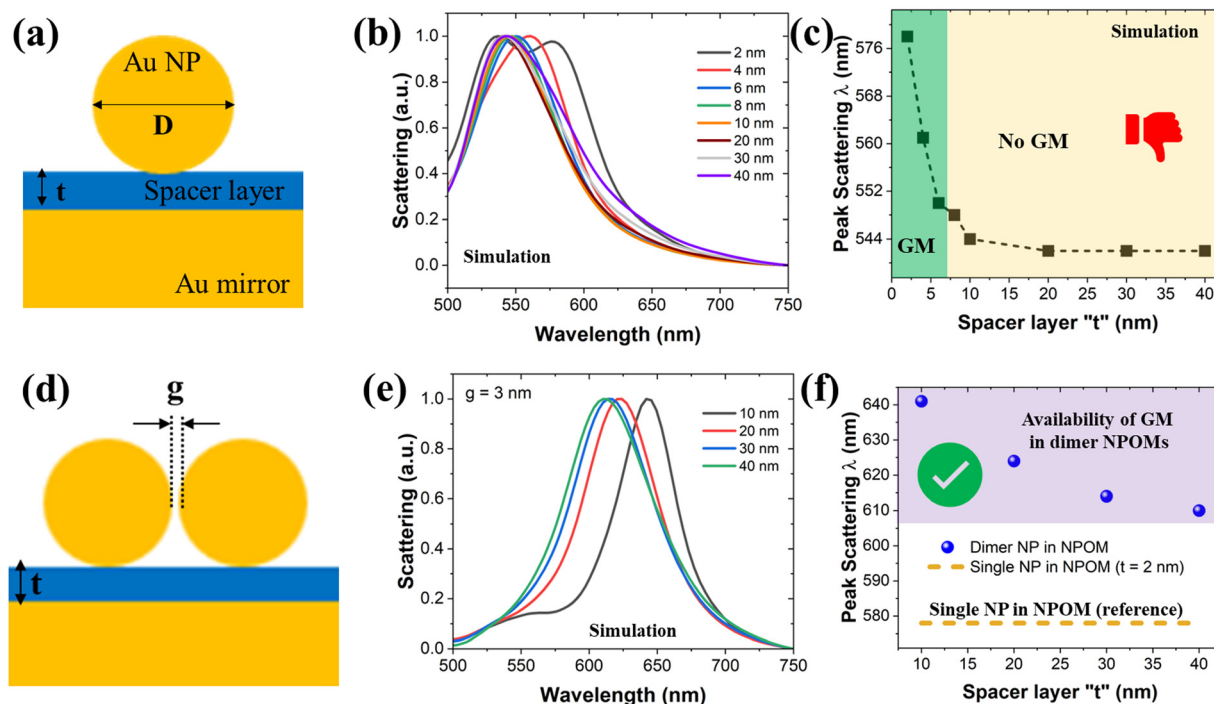 (a)
Au NP
D
t
Spacer layer
Au mirror
(b)
Scattering (a.u.)
1.0
0.8
0.6
0.4
0.2
0.0
2 nm
4 nm
6 nm
8 nm
10 nm
20 nm
30 nm
40 nm
Simulation
500 550 600 650 700 750
Wavelength (nm)
(c)
Peak Scattering λ (nm)
576
568
560
552
544
Simulation
No GM
GM
0 5 10 15 20 25 30 35 40
Spacer layer "t" (nm)
(d)
g
t
(e)
Scattering (a.u.)
1.0
0.8
0.6
0.4
0.2
0.0
g = 3 nm
10 nm
20 nm
30 nm
40 nm
Simulation
500 550 600 650 700 750
Wavelength (nm)
(f)
Peak Scattering λ (nm)
640
630
620
610
600
590
580
Availability of GM
in dimer NPOMs
Dimer NP in NPOM
Single NP in NPOM (t = 2 nm)
Single NP in NPOM (reference)
10 15 20 25 30 35 40
Spacer layer "t" (nm)